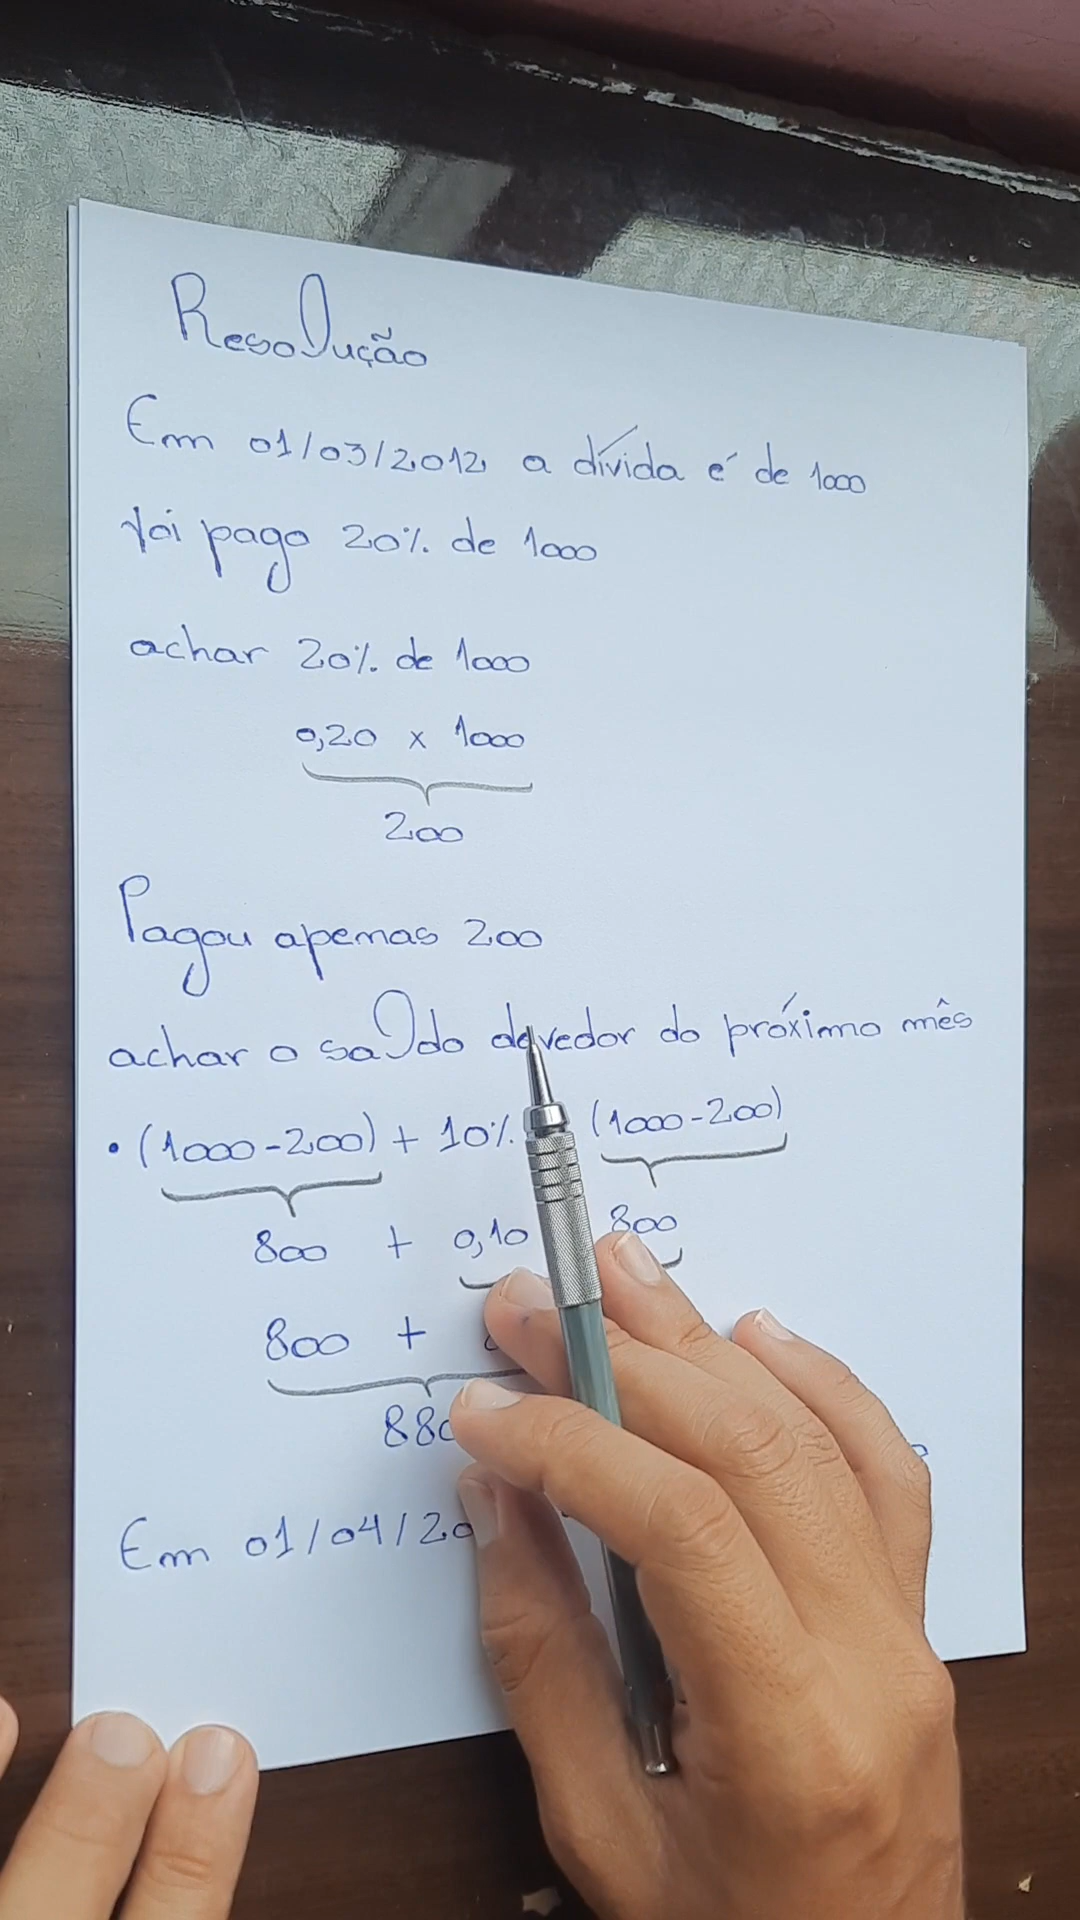 Resolução
Em 01/03/2012 a dívida é de 1000
foi pago 20% de 1000
achar 20% de 1000
0,20 x 1000
200
Pagou apenas 200
achar o saldo devedor do próximo mês
• (1000-200) + 10% (1000-200)
800 + 0,10 800
800 +
88
Em 01/04/20